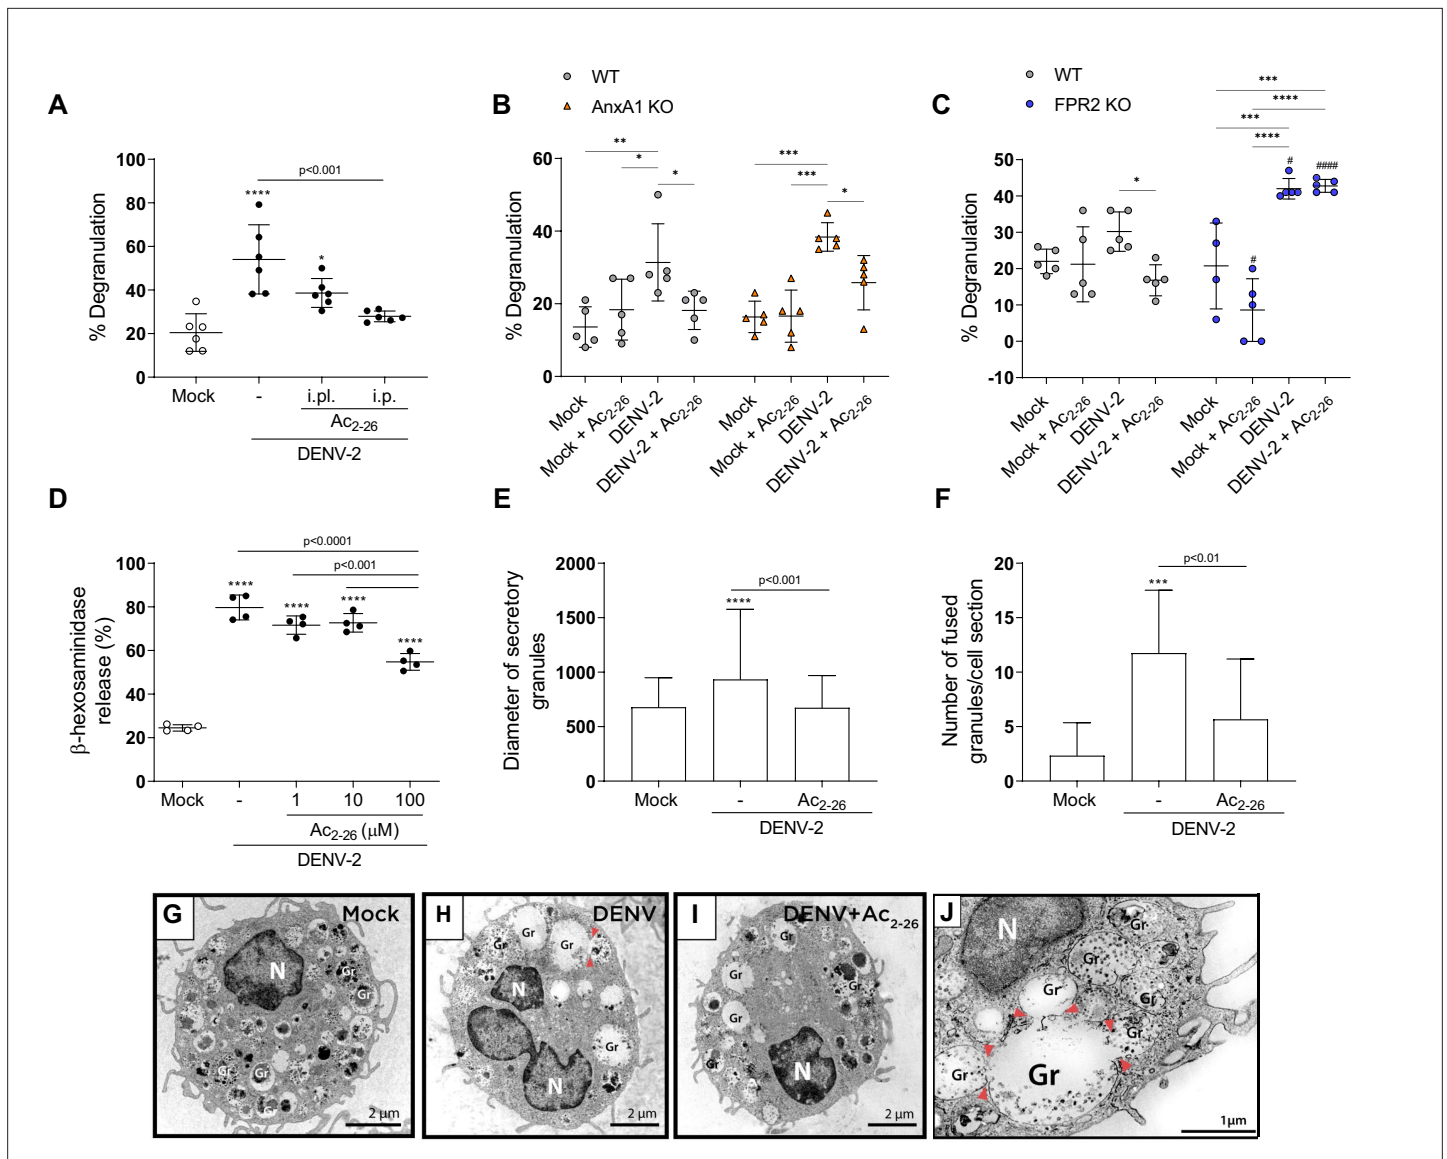 A
% Degranulation
100
80
60
40
20
0
****
*
p<0.001
Mock
-
i.pl.
i.p.
Ac2-26
DENV-2
B
WT
AnxA1 KO
% Degranulation
60
40
20
0
**
*
*
***
***
*
Mock
Mock + Ac2-26
DENV-2
DENV-2 + Ac2-26
Mock
Mock + Ac2-26
DENV-2
DENV-2 + Ac2-26
C
WT
FPR2 KO
% Degranulation
50
40
30
20
10
0
-10
*
***
****
***
****
#
#
####
Mock
Mock + Ac2-26
DENV-2
DENV-2 + Ac2-26
Mock
Mock + Ac2-26
DENV-2
DENV-2 + Ac2-26
D
β-hexosaminidase
release (%)
100
80
60
40
20
0
p<0.0001
p<0.001
****
****
****
****
Mock
-
1
10
100
Ac2-26 (μM)
DENV-2
E
Diameter of secretory
granules
2000
1500
1000
500
0
p<0.001
****
Mock
-
Ac2-26
DENV-2
F
Number of fused
granules/cell section
20
15
10
5
0
p<0.01
***
Mock
-
Ac2-26
DENV-2
G
Mock
N
Gr
Gr
Gr
Gr
Gr
2 μm
H
DENV
Gr
Gr
Gr
N
Gr
N
2 μm
I
DENV+Ac2-26
Gr
Gr
Gr
Gr
N
2 μm
J
N
Gr
Gr
Gr
Gr
Gr
Gr
Gr
1μm